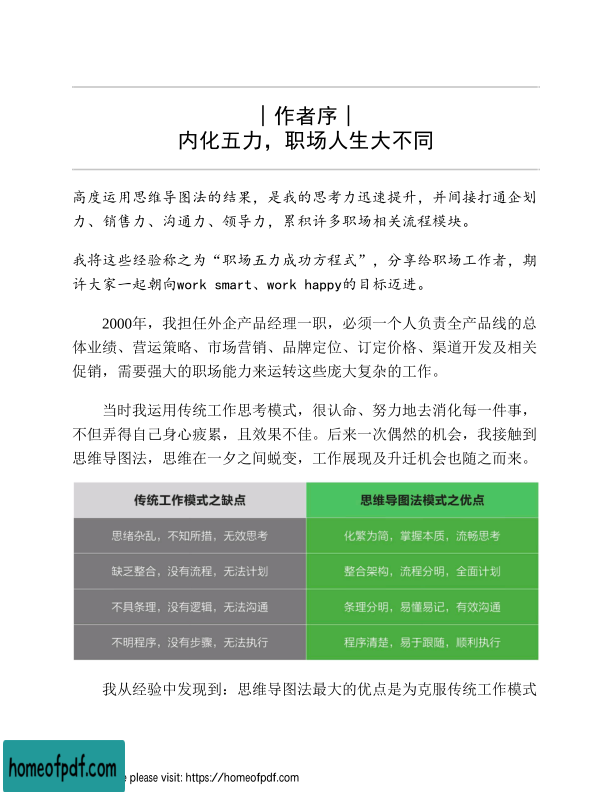 ｜作者序｜
内化五力，职场人生大不同
高度运用思维导图法的结果，是我的思考力迅速提升，并间接打通企划
力、销售力、沟通力、领导力，累积许多职场相关流程模块。
我将这些经验称之为“职场五力成功方程式”，分享给职场工作者，期
许大家一起朝向work smart、work happy的目标迈进。
2000年，我担任外企产品经理一职，必须一个人负责全产品线的总
体业绩、营运策略、市场营销、品牌定位、订定价格、渠道开发及相关
促销，需要强大的职场能力来运转这些庞大复杂的工作。
当时我运用传统工作思考模式，很认命、努力地去消化每一件事，
不但弄得自己身心疲累，且效果不佳。后来一次偶然的机会，我接触到
思维导图法，思维在一夕之间蜕变，工作展现及升迁机会也随之而来。
传统工作模式之缺点 思维导图法模式之优点
思绪杂乱，不知所措，无效思考 化繁为简，掌握本质，流畅思考
缺乏整合，没有流程，无法计划 整合架构，流程分明，全面计划
不具条理，没有逻辑，无法沟通 条理分明，易懂易记，有效沟通
不明程序，没有步骤，无法执行 程序清楚，易于跟随，顺利执行
我从经验中发现到：思维导图法最大的优点是为克服传统工作模式
homeofpdf.com
please visit: https://homeofpdf.com